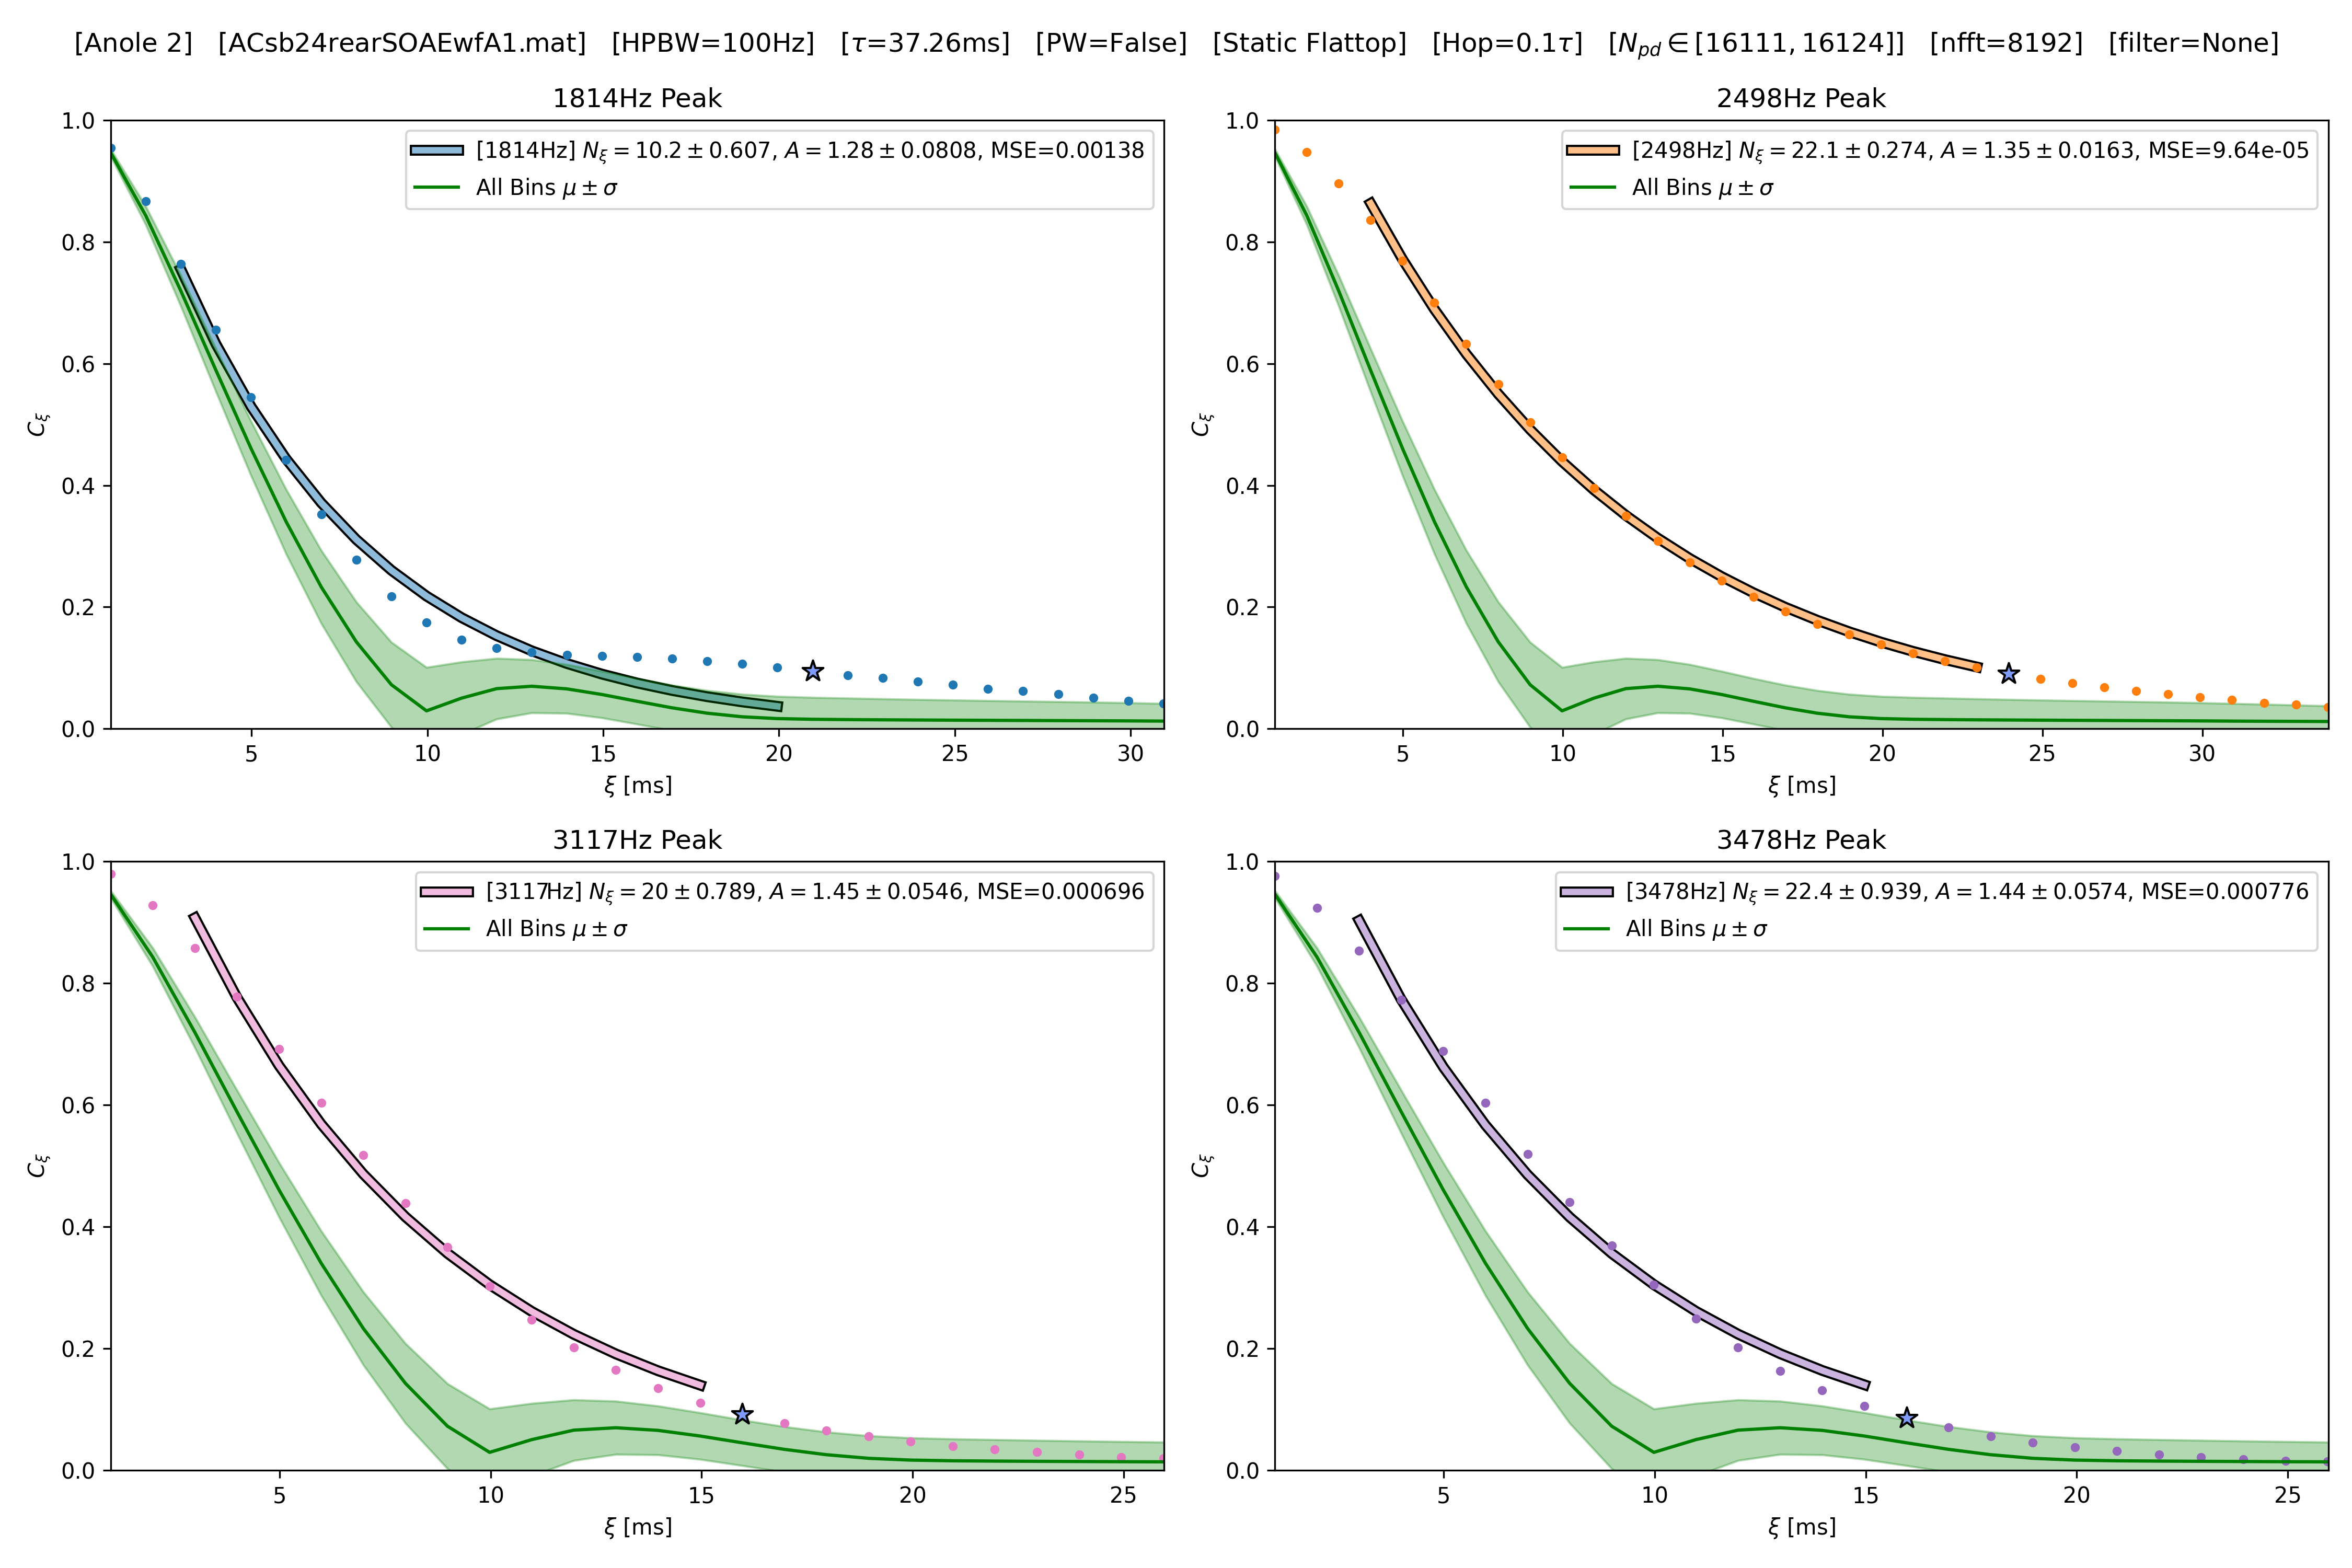 [Anole 2] [ACsb24rearSOAEwfA1.mat] [HPBW=100Hz] [τ=37.26ms] [PW=False] [Static Flattop] [Hop=0.1τ] [N_pd ∈ [16111, 16124]] [nfft=8192] [filter=None]
1814Hz Peak
[1814Hz] N_ξ = 10.2 ± 0.607, A = 1.28 ± 0.0808, MSE=0.00138
All Bins μ ± σ
1.0
0.8
0.6
0.4
0.2
0.0
C_ξ
5 10 15 20 25 30
ξ [ms]
2498Hz Peak
[2498Hz] N_ξ = 22.1 ± 0.274, A = 1.35 ± 0.0163, MSE=9.64e-05
All Bins μ ± σ
1.0
0.8
0.6
0.4
0.2
0.0
C_ξ
5 10 15 20 25 30
ξ [ms]
3117Hz Peak
[3117Hz] N_ξ = 20 ± 0.789, A = 1.45 ± 0.0546, MSE=0.000696
All Bins μ ± σ
1.0
0.8
0.6
0.4
0.2
0.0
C_ξ
5 10 15 20 25
ξ [ms]
3478Hz Peak
[3478Hz] N_ξ = 22.4 ± 0.939, A = 1.44 ± 0.0574, MSE=0.000776
All Bins μ ± σ
1.0
0.8
0.6
0.4
0.2
0.0
C_ξ
5 10 15 20 25
ξ [ms]